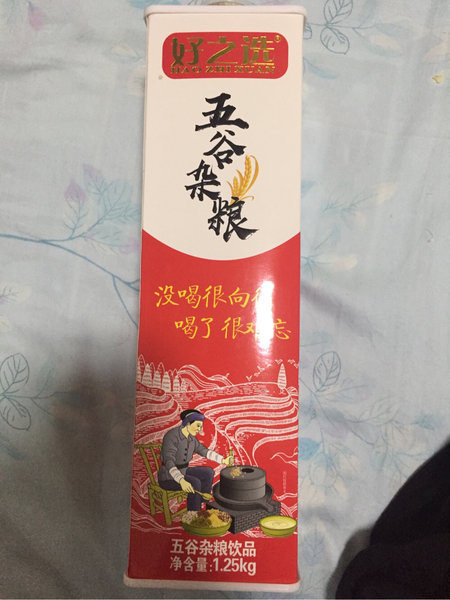 好之选®
HAO ZHI XUAN
五谷杂粮
没喝很向
喝了很难忘
五谷杂粮饮品
净含量:1.25kg